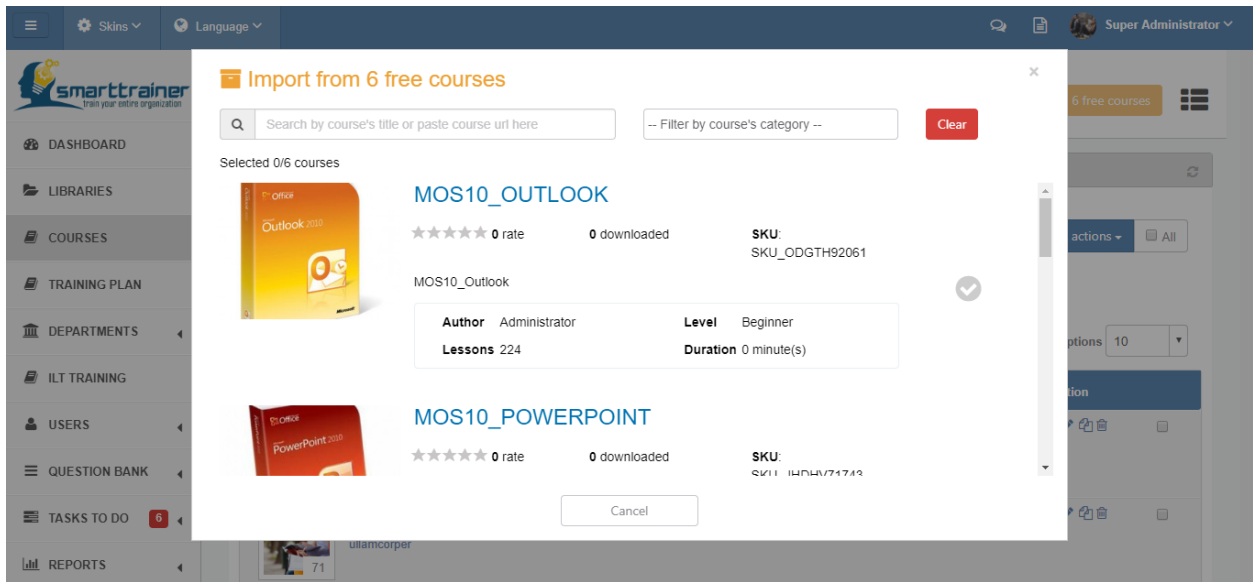 Skins
Language
Super Administrator
smarttrainer
train your entire organization
DASHBOARD
LIBRARIES
COURSES
TRAINING PLAN
DEPARTMENTS
ILT TRAINING
USERS
QUESTION BANK
TASKS TO DO 6
REPORTS
Import from 6 free courses
×
Search by course's title or paste course url here
-- Filter by course's category --
Clear
Selected 0/6 courses
Office
Outlook 2010
Microsoft
MOS10_OUTLOOK
0 rate 0 downloaded SKU:
SKU_ODGTH92061
MOS10_Outlook
Author Administrator Level Beginner
Lessons 224 Duration 0 minute(s)
Office
PowerPoint 2010
MOS10_POWERPOINT
0 rate 0 downloaded SKU:
SKU_JHDHV71743
Cancel
6 free courses
actions
All
ptions 10
tion
ullamcorper
71